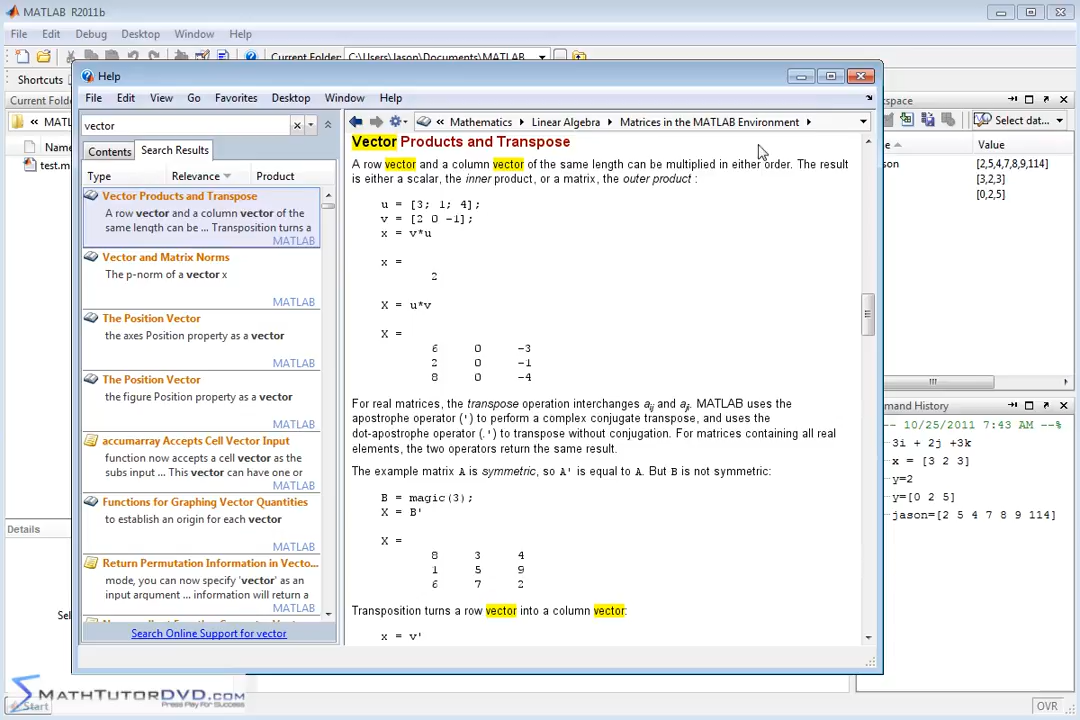 MATLAB R2011b
File Edit Debug Desktop Window Help
Current Folder: C:\Users\Jason\Documents\MATLAB
Shortcuts
Current Fold
« MATL
Name
test.m
Details
Sel
Help
File Edit View Go Favorites Desktop Window Help
vector
Contents Search Results
Type Relevance Product
Vector Products and Transpose
A row vector and a column vector of the
same length can be ... Transposition turns a
MATLAB
Vector and Matrix Norms
The p-norm of a vector x
MATLAB
The Position Vector
the axes Position property as a vector
MATLAB
The Position Vector
the figure Position property as a vector
MATLAB
accumarray Accepts Cell Vector Input
function now accepts a cell vector as the
subs input ... This vector can have one or
MATLAB
Functions for Graphing Vector Quantities
to establish an origin for each vector
MATLAB
Return Permutation Information in Vecto...
mode, you can now specify 'vector' as an
input argument ... information will return a
MATLAB
Search Online Support for vector
« Mathematics ▸ Linear Algebra ▸ Matrices in the MATLAB Environment ▸
Vector Products and Transpose
A row vector and a column vector of the same length can be multiplied in either order. The result
is either a scalar, the inner product, or a matrix, the outer product :
u = [3; 1; 4];
v = [2 0 -1];
x = v*u
x =
2
X = u*v
X =
6 0 -3
2 0 -1
8 0 -4
For real matrices, the transpose operation interchanges aij and aji. MATLAB uses the
apostrophe operator (') to perform a complex conjugate transpose, and uses the
dot-apostrophe operator (.') to transpose without conjugation. For matrices containing all real
elements, the two operators return the same result.
The example matrix A is symmetric, so A' is equal to A. But B is not symmetric:
B = magic(3);
X = B'
X =
8 3 4
1 5 9
6 7 2
Transposition turns a row vector into a column vector:
x = v'
space
Select data...
e Value
son [2,5,4,7,8,9,114]
[3,2,3]
[0,2,5]
mand History
-- 10/25/2011 7:43 AM --%
3i + 2j +3k
x = [3 2 3]
y=2
y=[0 2 5]
jason=[2 5 4 7 8 9 114]
MATHTUTORDVD.COM
Press Play For Success
Start
OVR